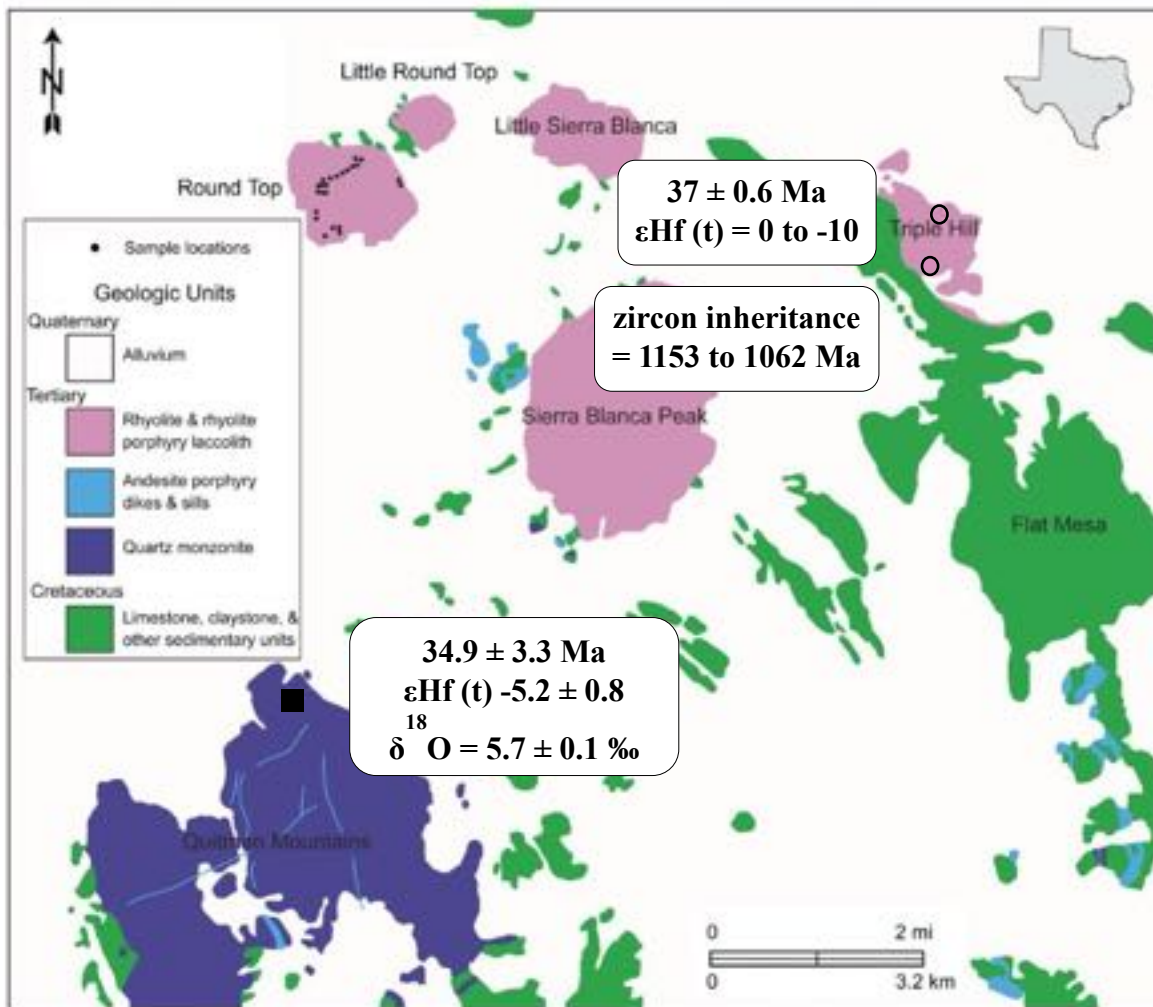 N
Little Round Top
Little Sierra Blanca
Round Top
37 ± 0.6 Ma
εHf (t) = 0 to -10
Triple Hill
zircon inheritance
= 1153 to 1062 Ma
Sierra Blanca Peak
Flat Mesa
Sample locations
Geologic Units
Quaternary
Alluvium
Tertiary
Rhyolite & rhyolite
porphyry laccolith
Andesite porphyry
dikes & sills
Quartz monzonite
Cretaceous
Limestone, claystone, &
other sedimentary units
34.9 ± 3.3 Ma
εHf (t) -5.2 ± 0.8
δ18O = 5.7 ± 0.1 ‰
Quitman Mountains
0 2 mi
0 3.2 km